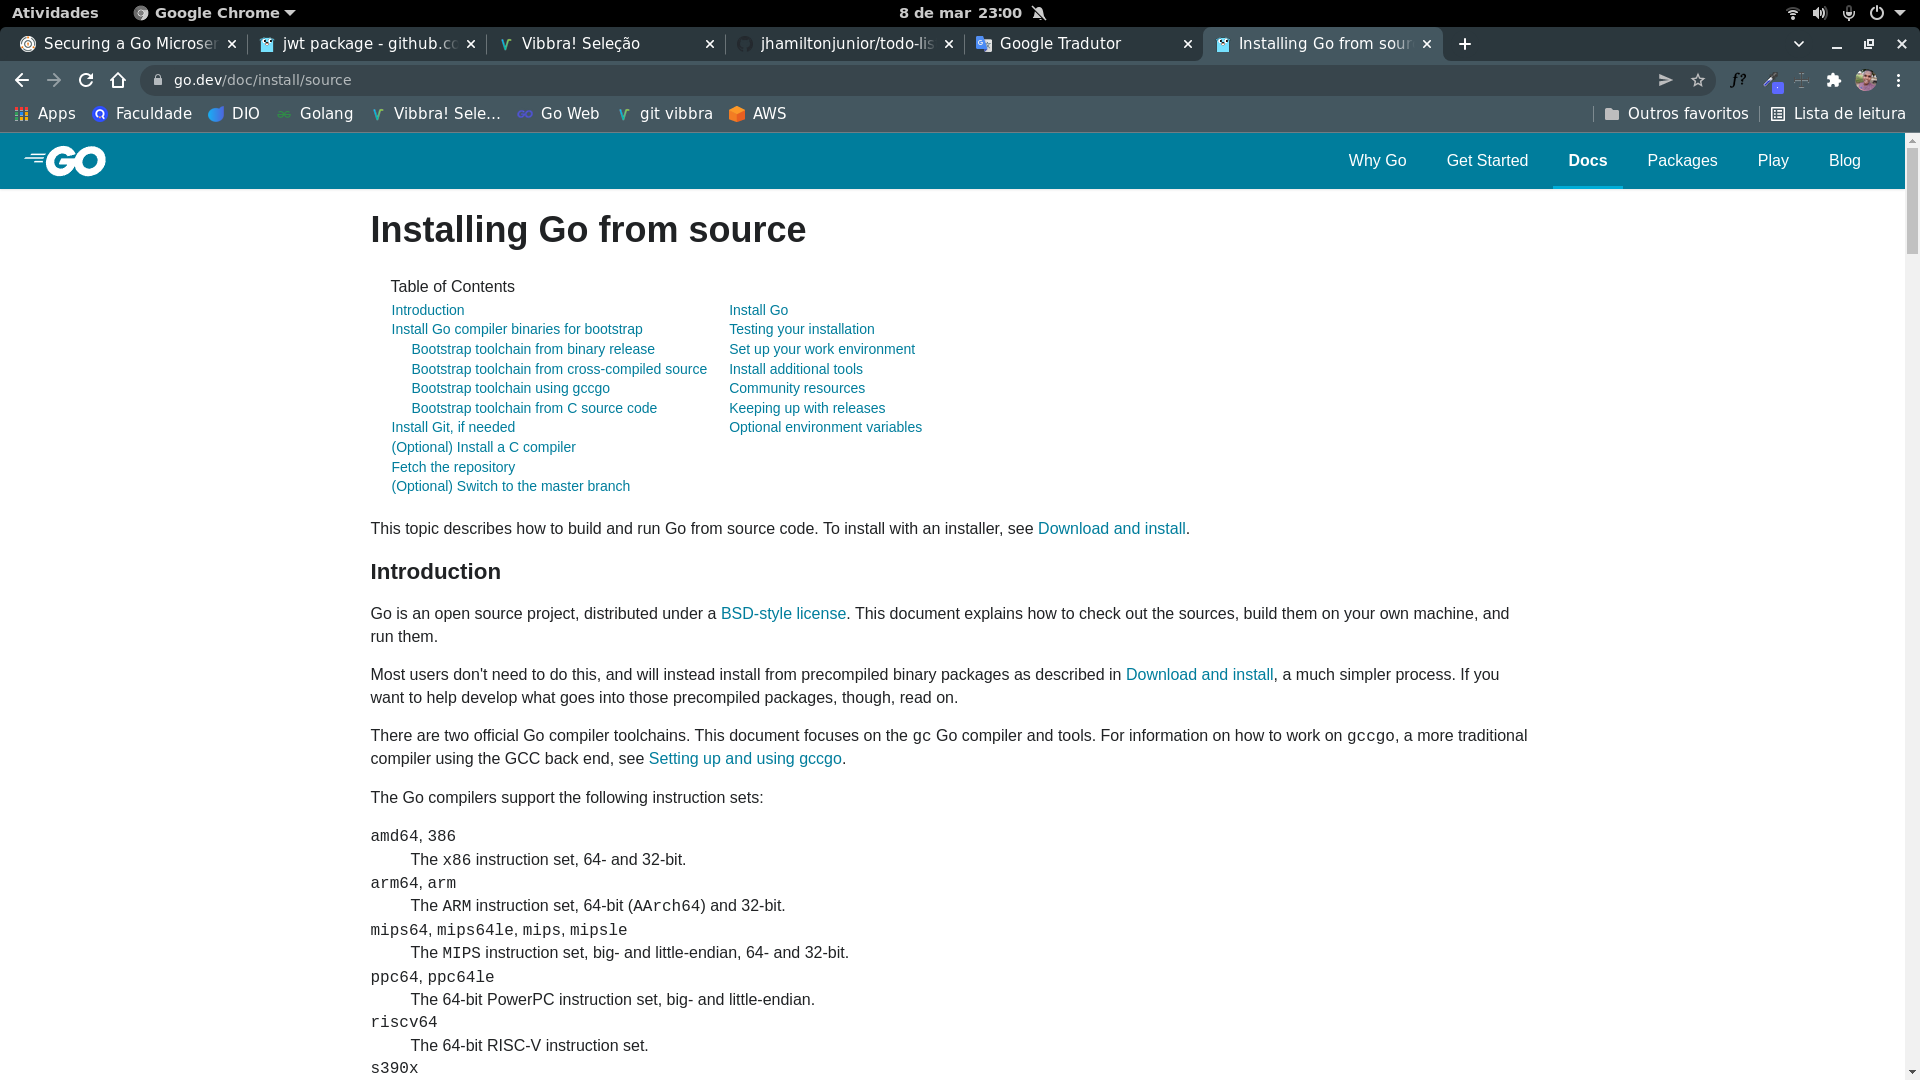 Atividades
Google Chrome
8 de mar 23:00
Securing a Go Microser
jwt package - github.co
Vibbra! Seleção
jhamiltonjunior/todo-lis
Google Tradutor
Installing Go from sour
go.dev/doc/install/source
Apps
Faculdade
DIO
Golang
Vibbra! Sele...
Go Web
git vibbra
AWS
Outros favoritos
Lista de leitura
GO
Why Go
Get Started
Docs
Packages
Play
Blog
Installing Go from source
Table of Contents
Introduction
Install Go compiler binaries for bootstrap
Bootstrap toolchain from binary release
Bootstrap toolchain from cross-compiled source
Bootstrap toolchain using gccgo
Bootstrap toolchain from C source code
Install Git, if needed
(Optional) Install a C compiler
Fetch the repository
(Optional) Switch to the master branch
Install Go
Testing your installation
Set up your work environment
Install additional tools
Community resources
Keeping up with releases
Optional environment variables
This topic describes how to build and run Go from source code. To install with an installer, see Download and install.
Introduction
Go is an open source project, distributed under a BSD-style license. This document explains how to check out the sources, build them on your own machine, and
run them.
Most users don't need to do this, and will instead install from precompiled binary packages as described in Download and install, a much simpler process. If you
want to help develop what goes into those precompiled packages, though, read on.
There are two official Go compiler toolchains. This document focuses on the gc Go compiler and tools. For information on how to work on gccgo, a more traditional
compiler using the GCC back end, see Setting up and using gccgo.
The Go compilers support the following instruction sets:
amd64, 386
The x86 instruction set, 64- and 32-bit.
arm64, arm
The ARM instruction set, 64-bit (AArch64) and 32-bit.
mips64, mips64le, mips, mipsle
The MIPS instruction set, big- and little-endian, 64- and 32-bit.
ppc64, ppc64le
The 64-bit PowerPC instruction set, big- and little-endian.
riscv64
The 64-bit RISC-V instruction set.
s390x